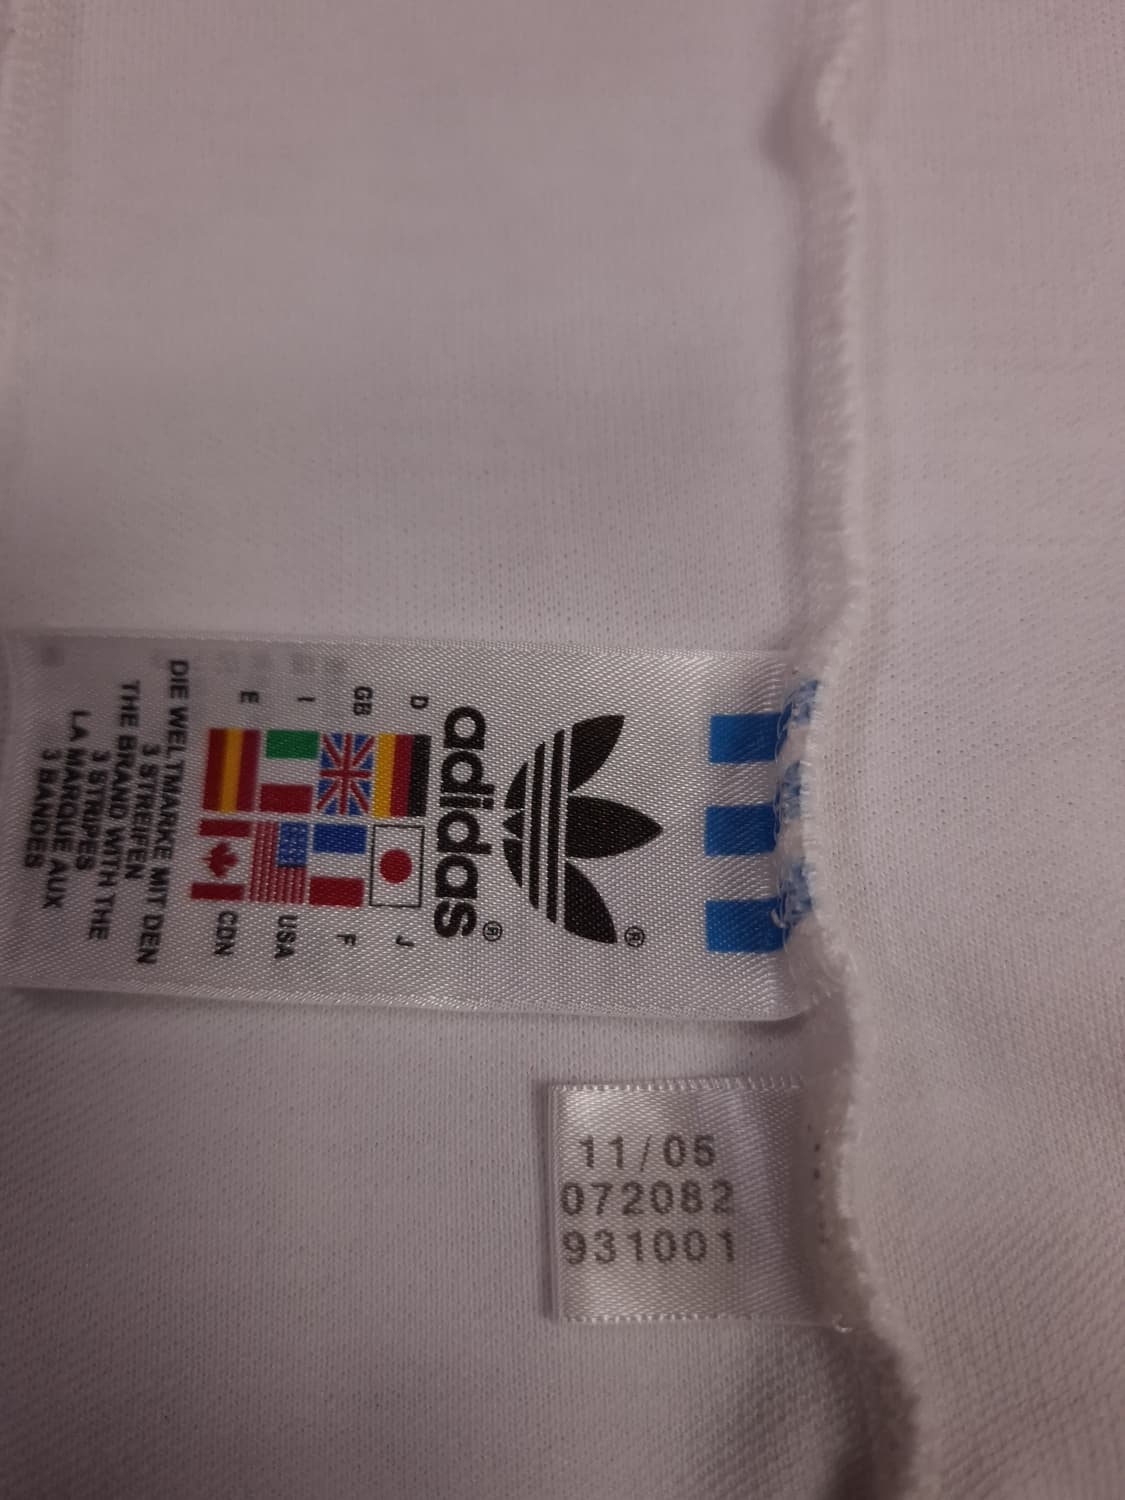 ®
adidas®
D J
GB F
I USA
E CDN
DIE WELTMARKE MIT DEN
3 STREIFEN
THE BRAND WITH THE
3 STRIPES
LA MARQUE AUX
3 BANDES
11/05
072082
931001